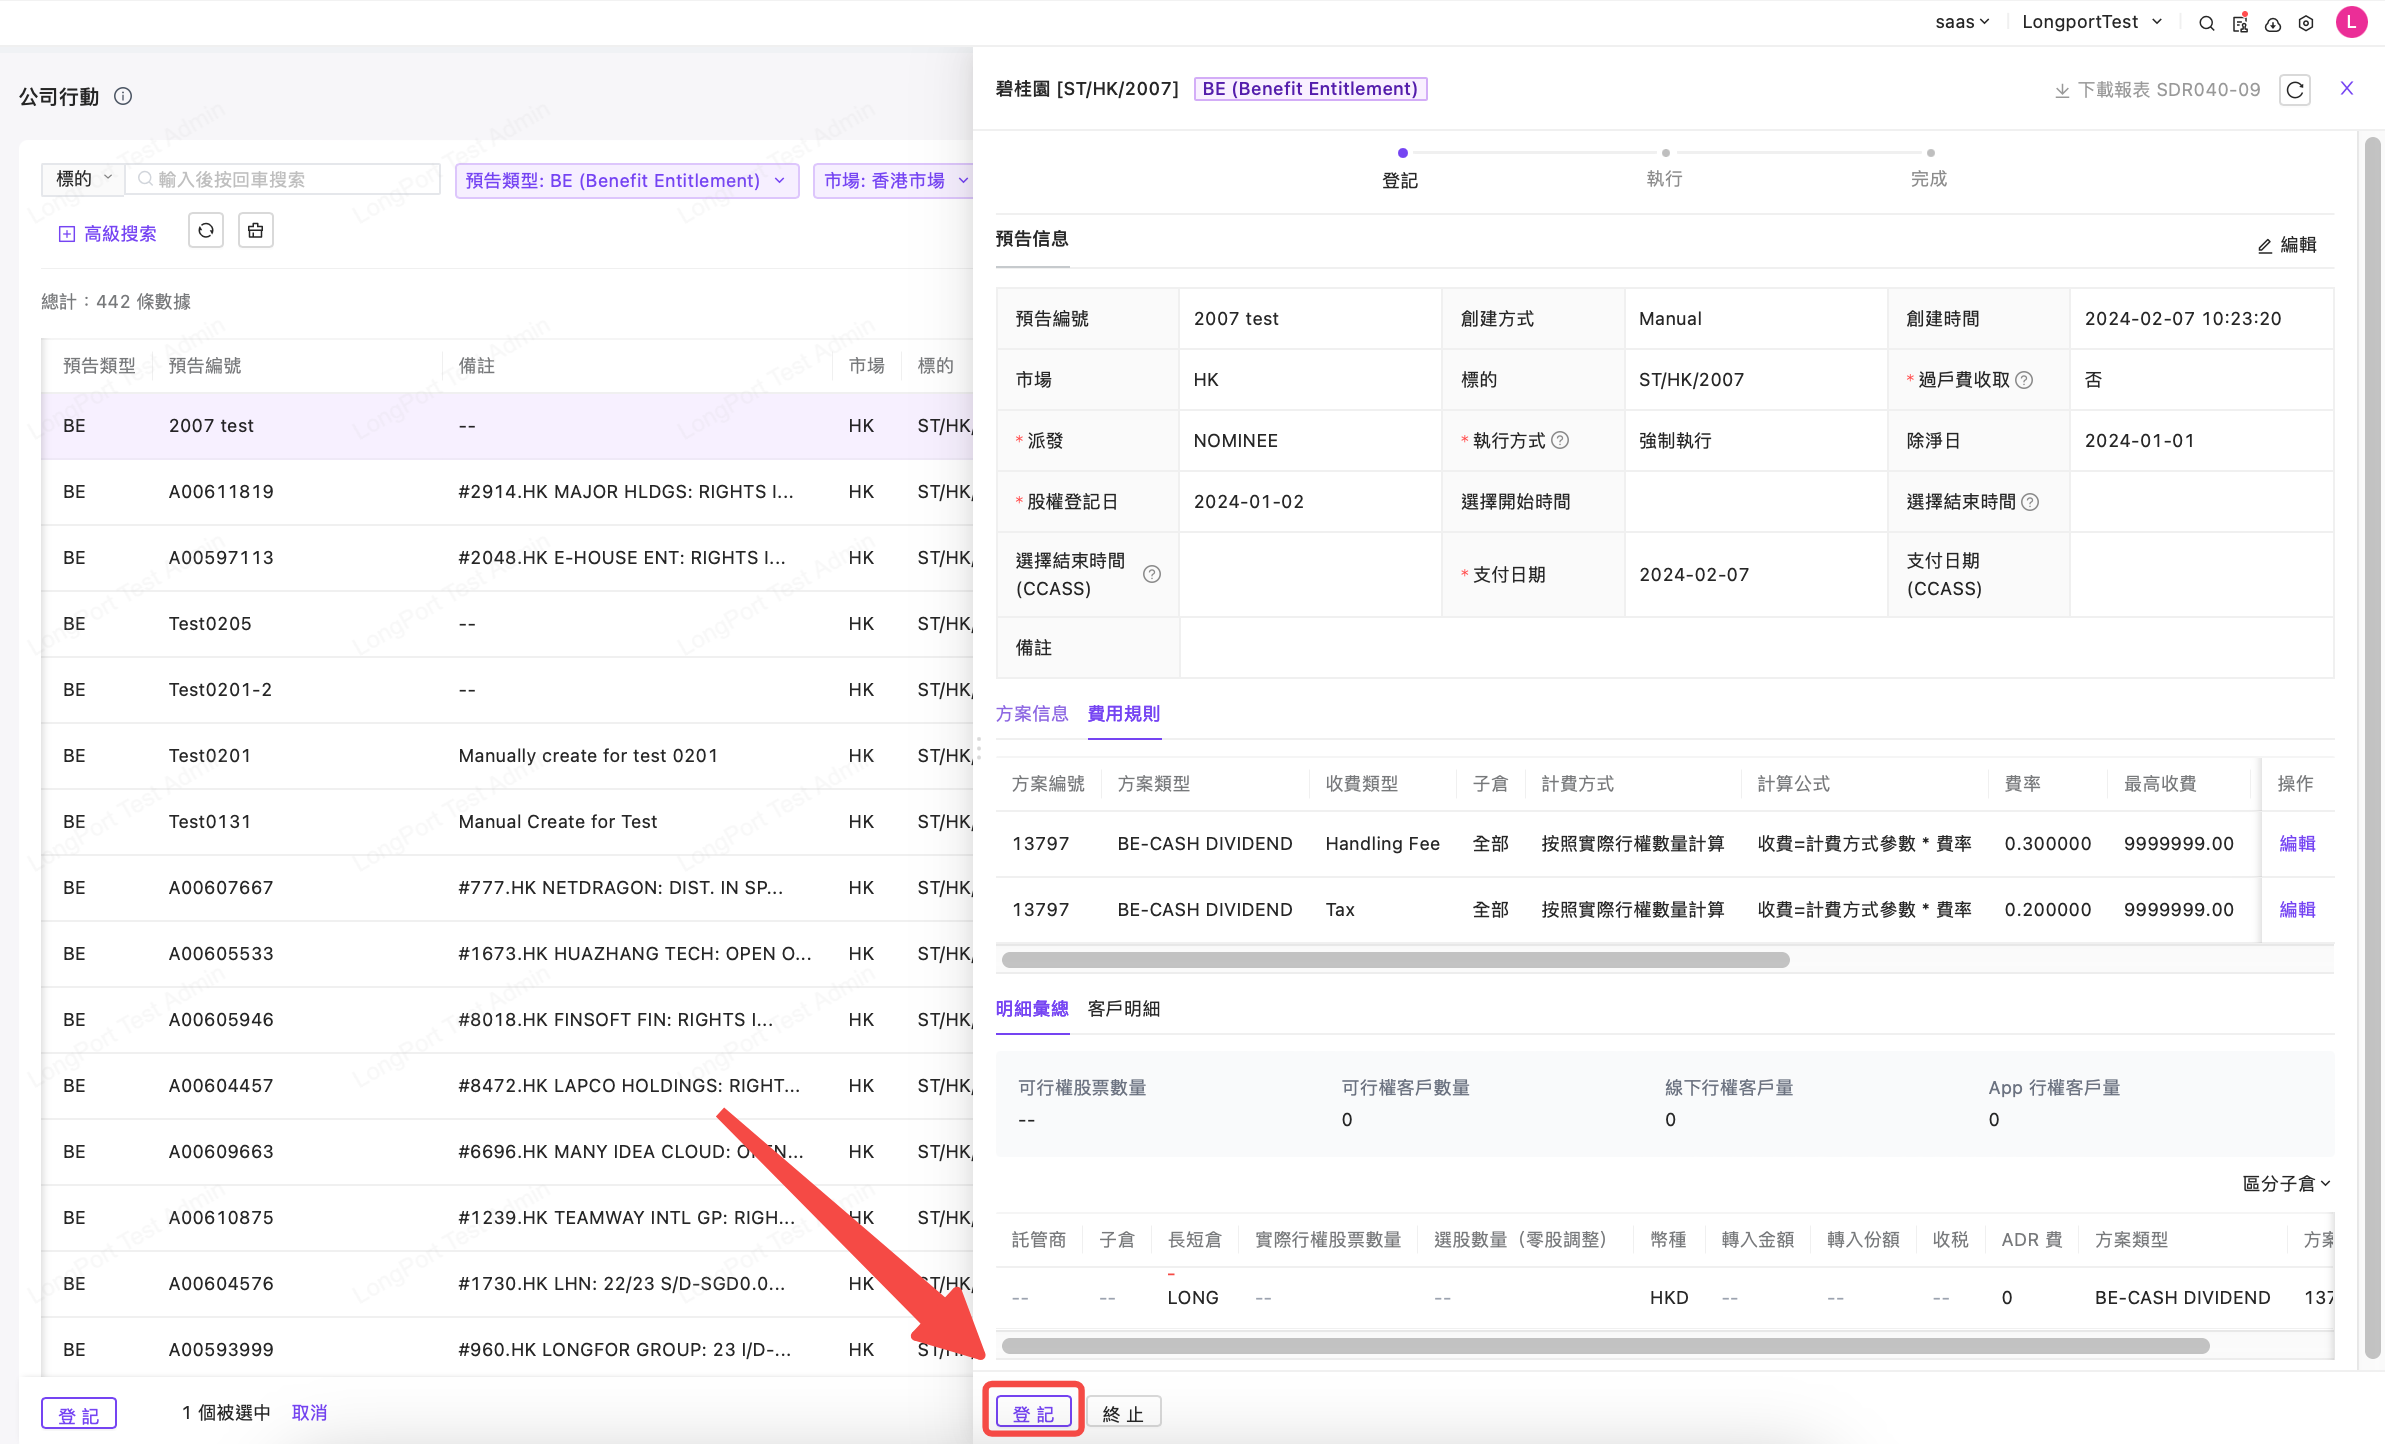 saas
LongportTest
L
公司行動
標的
輸入後按回車搜索
預告類型: BE (Benefit Entitlement)
市場: 香港市場
高級搜索
總計：442 條數據
預告類型 預告編號 備註 市場 標的
BE 2007 test -- HK ST/HK/
BE A00611819 #2914.HK MAJOR HLDGS: RIGHTS I... HK ST/HK/
BE A00597113 #2048.HK E-HOUSE ENT: RIGHTS I... HK ST/HK/
BE Test0205 -- HK ST/HK/
BE Test0201-2 -- HK ST/HK/
BE Test0201 Manually create for test 0201 HK ST/HK/
BE Test0131 Manual Create for Test HK ST/HK/
BE A00607667 #777.HK NETDRAGON: DIST. IN SP... HK ST/HK/
BE A00605533 #1673.HK HUAZHANG TECH: OPEN O... HK ST/HK/
BE A00605946 #8018.HK FINSOFT FIN: RIGHTS I... HK ST/HK/
BE A00604457 #8472.HK LAPCO HOLDINGS: RIGHT... HK ST/HK/
BE A00609663 #6696.HK MANY IDEA CLOUD: HK ST/HK/
BE A00610875 #1239.HK TEAMWAY INTL GP: RIGH... HK ST/HK/
BE A00604576 #1730.HK LHN: 22/23 S/D-SGD0.0... HK ST/HK/
BE A00593999 #960.HK LONGFOR GROUP: 23 I/D-... HK
登 記 1 個被選中 取消
碧桂園 [ST/HK/2007] BE (Benefit Entitlement)
下載報表 SDR040-09
登記 執行 完成
預告信息
編輯
預告編號 2007 test 創建方式 Manual 創建時間 2024-02-07 10:23:20
市場 HK 標的 ST/HK/2007 * 過戶費收取 否
* 派發 NOMINEE * 執行方式 強制執行 除淨日 2024-01-01
* 股權登記日 2024-01-02 選擇開始時間 選擇結束時間
選擇結束時間 (CCASS) * 支付日期 2024-02-07 支付日期 (CCASS)
備註
方案信息 費用規則
方案編號 方案類型 收費類型 子倉 計費方式 計算公式 費率 最高收費 操作
13797 BE-CASH DIVIDEND Handling Fee 全部 按照實際行權數量計算 收費=計費方式參數 * 費率 0.300000 9999999.00 編輯
13797 BE-CASH DIVIDEND Tax 全部 按照實際行權數量計算 收費=計費方式參數 * 費率 0.200000 9999999.00 編輯
明細彙總 客戶明細
可行權股票數量 可行權客戶數量 線下行權客戶量 App 行權客戶量
-- 0 0 0
區分子倉
託管商 子倉 長短倉 實際行權股票數量 選股數量（零股調整） 幣種 轉入金額 轉入份額 收税 ADR 費 方案類型 方案
-- -- LONG -- -- HKD -- -- -- 0 BE-CASH DIVIDEND 137
登 記 終 止
LongPort Test Admin